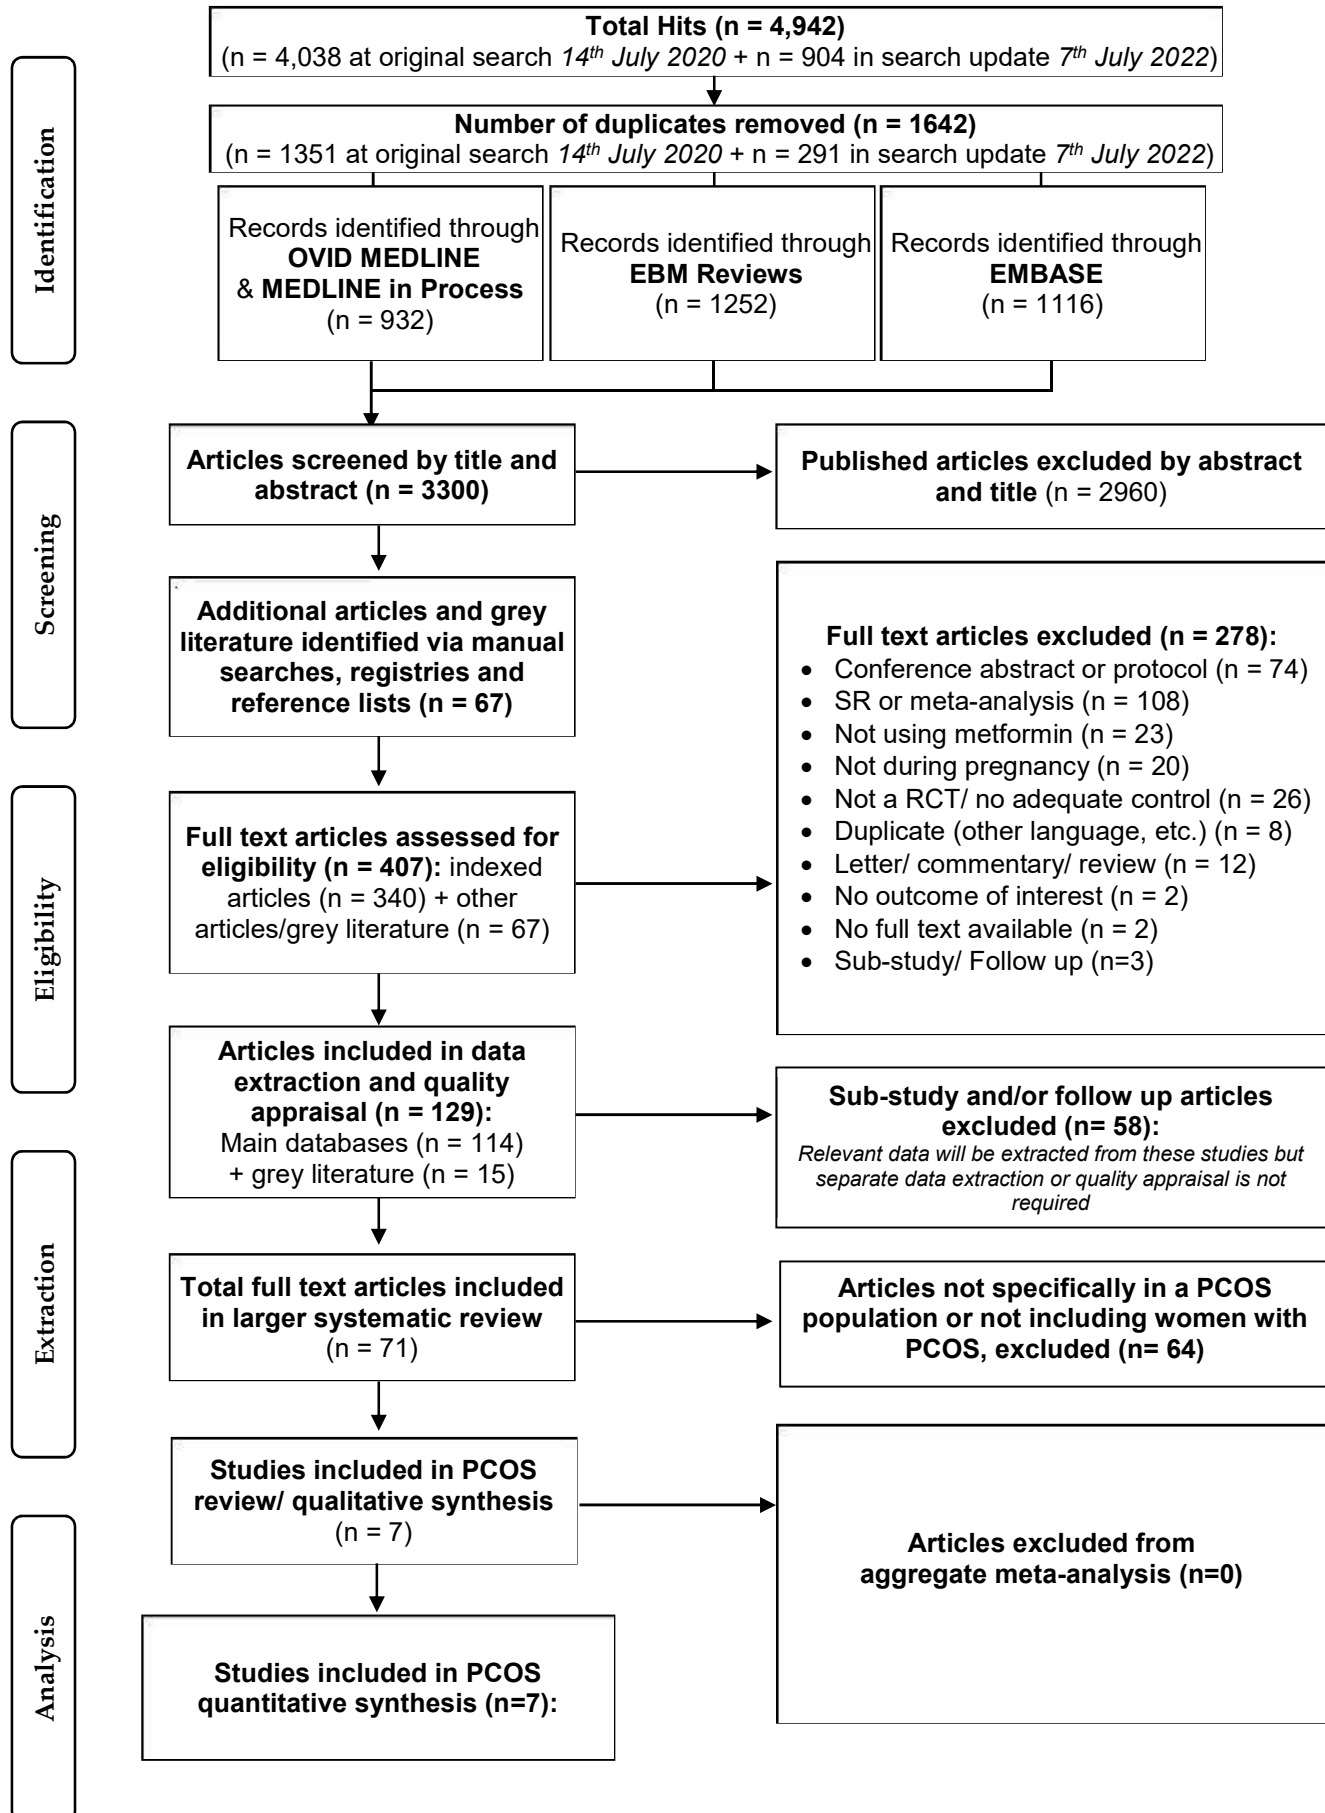 Total Hits (n = 4,942)
(n = 4,038 at original search 14th July 2020 + n = 904 in search update 7th July 2022)
Number of duplicates removed (n = 1642)
(n = 1351 at original search 14th July 2020 + n = 291 in search update 7th July 2022)
Identification
Records identified through
OVID MEDLINE
& MEDLINE in Process
(n = 932)
Records identified through
EBM Reviews
(n = 1252)
Records identified through
EMBASE
(n = 1116)
Screening
Articles screened by title and
abstract (n = 3300)
Published articles excluded by abstract
and title (n = 2960)
Additional articles and grey
literature identified via manual
searches, registries and
reference lists (n = 67)
Full text articles excluded (n = 278):
• Conference abstract or protocol (n = 74)
• SR or meta-analysis (n = 108)
• Not using metformin (n = 23)
• Not during pregnancy (n = 20)
• Not a RCT/ no adequate control (n = 26)
• Duplicate (other language, etc.) (n = 8)
• Letter/ commentary/ review (n = 12)
• No outcome of interest (n = 2)
• No full text available (n = 2)
• Sub-study/ Follow up (n=3)
Eligibility
Full text articles assessed for
eligibility (n = 407): indexed
articles (n = 340) + other
articles/grey literature (n = 67)
Articles included in data
extraction and quality
appraisal (n = 129):
Main databases (n = 114)
+ grey literature (n = 15)
Sub-study and/or follow up articles
excluded (n= 58):
Relevant data will be extracted from these studies but
separate data extraction or quality appraisal is not
required
Extraction
Total full text articles included
in larger systematic review
(n = 71)
Articles not specifically in a PCOS
population or not including women with
PCOS, excluded (n= 64)
Studies included in PCOS
review/ qualitative synthesis
(n = 7)
Articles excluded from
aggregate meta-analysis (n=0)
Analysis
Studies included in PCOS
quantitative synthesis (n=7):